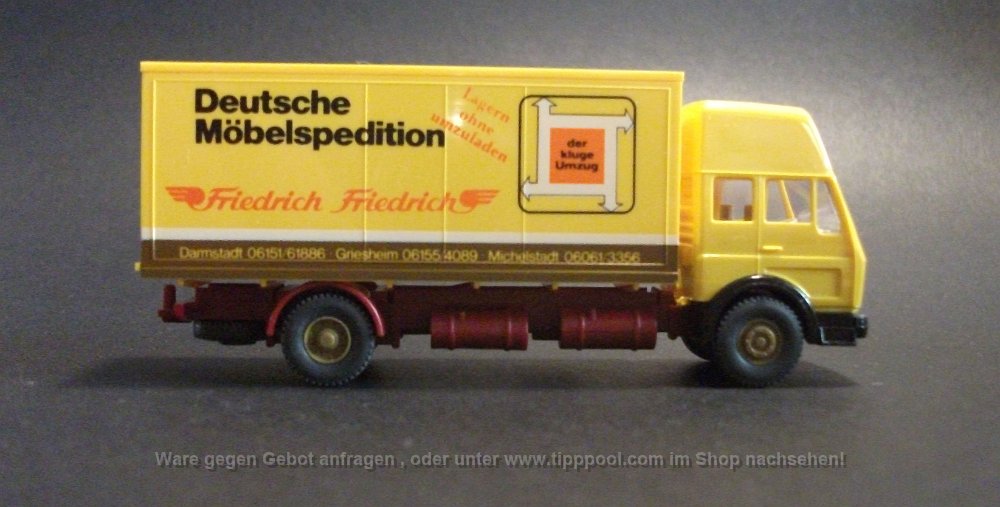 Deutsche
Möbelspedition
Lagern
ohne
umzuladen
der
kluge
Umzug
Friedrich Friedrich
Darmstadt 06151/61886 · Griesheim 06155/4089 · Michelstadt 06061/3356
Ware gegen Gebot anfragen , oder unter www.tipppool.com im Shop nachsehen!